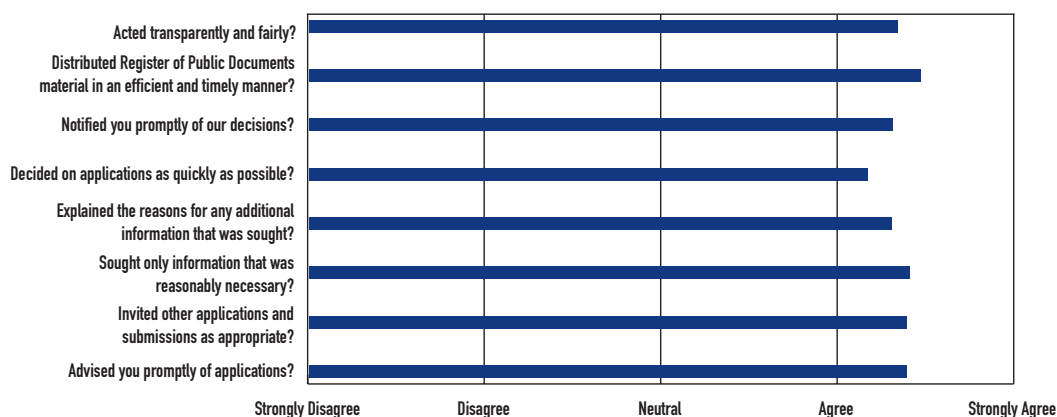 Acted transparently and fairly?
Distributed Register of Public Documents
material in an efficient and timely manner?
Notified you promptly of our decisions?
Decided on applications as quickly as possible?
Explained the reasons for any additional
information that was sought?
Sought only information that was
reasonably necessary?
Invited other applications and
submissions as appropriate?
Advised you promptly of applications?
Strongly Disagree Disagree Neutral Agree Strongly Agree